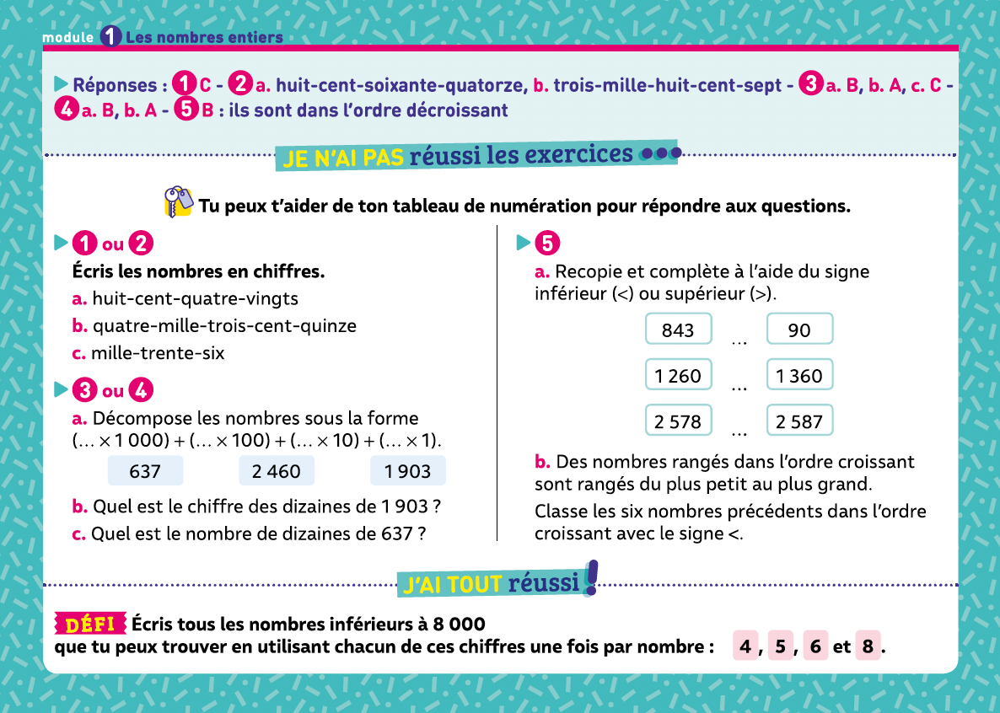 module 1 Les nombres entiers
Réponses : 1 C - 2 a. huit-cent-soixante-quatorze, b. trois-mille-huit-cent-sept - 3 a. B, b. A, c. C -
4 a. B, b. A - 5 B : ils sont dans l’ordre décroissant
JE N’AI PAS réussi les exercices •••
Tu peux t’aider de ton tableau de numération pour répondre aux questions.
1 ou 2
Écris les nombres en chiffres.
a. huit-cent-quatre-vingts
b. quatre-mille-trois-cent-quinze
c. mille-trente-six
3 ou 4
a. Décompose les nombres sous la forme
(… × 1 000) + (… × 100) + (… × 10) + (… × 1).
637 2 460 1 903
b. Quel est le chiffre des dizaines de 1 903 ?
c. Quel est le nombre de dizaines de 637 ?
5
a. Recopie et complète à l’aide du signe
inférieur (<) ou supérieur (>).
843 … 90
1 260 … 1 360
2 578 … 2 587
b. Des nombres rangés dans l’ordre croissant
sont rangés du plus petit au plus grand.
Classe les six nombres précédents dans l’ordre
croissant avec le signe <.
J’AI TOUT réussi !
DÉFI Écris tous les nombres inférieurs à 8 000
que tu peux trouver en utilisant chacun de ces chiffres une fois par nombre : 4 , 5 , 6 et 8 .